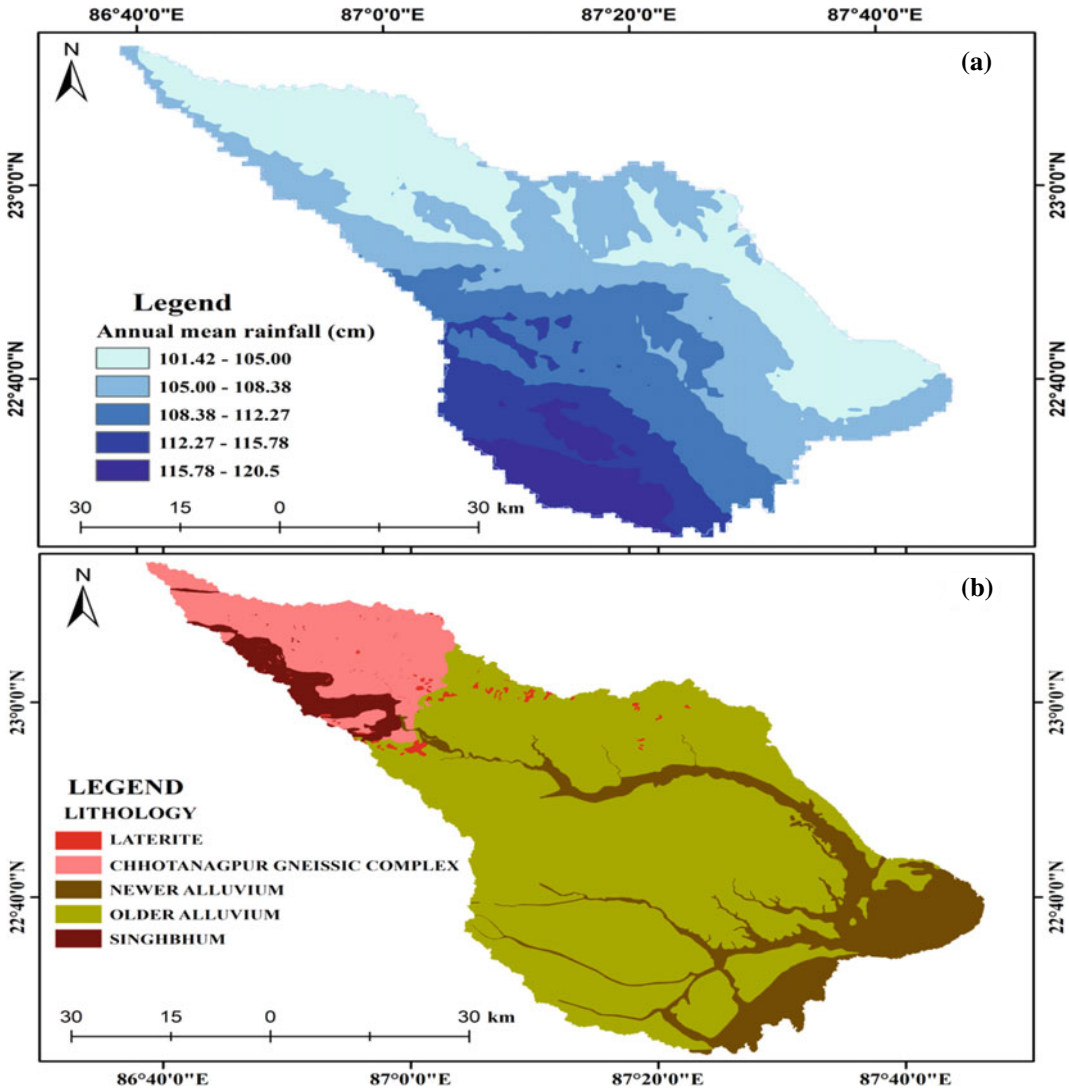 86°40'0"E 87°0'0"E 87°20'0"E 87°40'0"E
N
(a)
23°0'0"N
23°0'0"N
22°40'0"N
22°40'0"N
Legend
Annual mean rainfall (cm)
101.42 - 105.00
105.00 - 108.38
108.38 - 112.27
112.27 - 115.78
115.78 - 120.5
30 15 0 30 km
N
(b)
23°0'0"N
23°0'0"N
22°40'0"N
22°40'0"N
LEGEND
LITHOLOGY
LATERITE
CHHOTANAGPUR GNEISSIC COMPLEX
NEWER ALLUVIUM
OLDER ALLUVIUM
SINGHBHUM
30 15 0 30 km
86°40'0"E 87°0'0"E 87°20'0"E 87°40'0"E